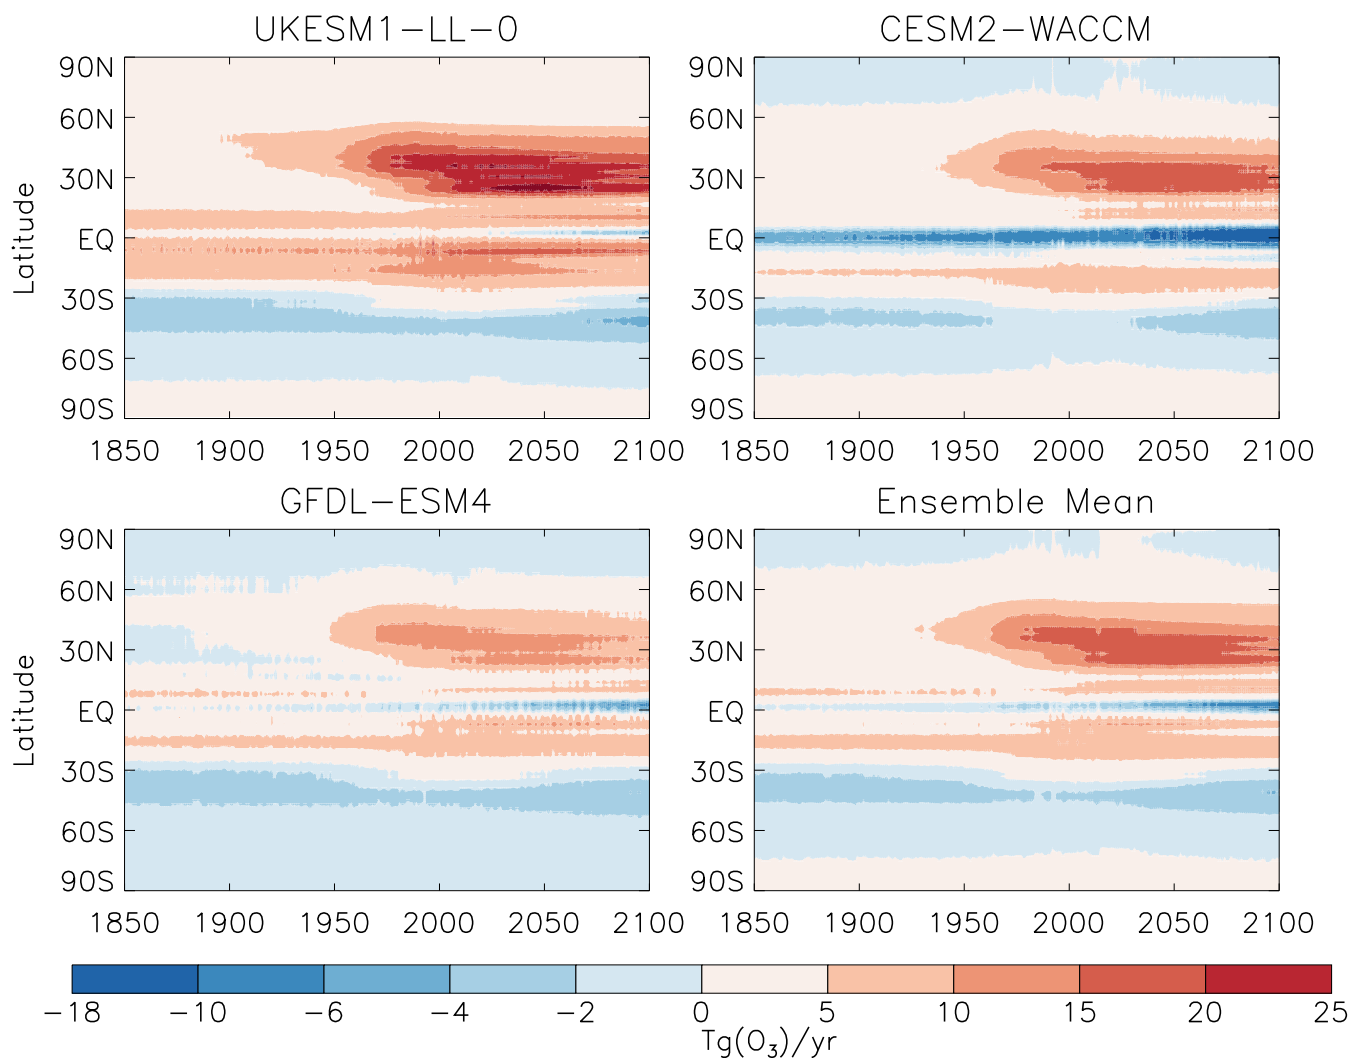 UKESM1-LL-0
CESM2-WACCM
90N
60N
30N
EQ
30S
60S
90S
Latitude
1850 1900 1950 2000 2050 2100
90N
60N
30N
EQ
30S
60S
90S
1850 1900 1950 2000 2050 2100
GFDL-ESM4
Ensemble Mean
90N
60N
30N
EQ
30S
60S
90S
Latitude
1850 1900 1950 2000 2050 2100
90N
60N
30N
EQ
30S
60S
90S
1850 1900 1950 2000 2050 2100
-18 -10 -6 -4 -2 0 5 10 15 20 25
Tg(O₃)/yr